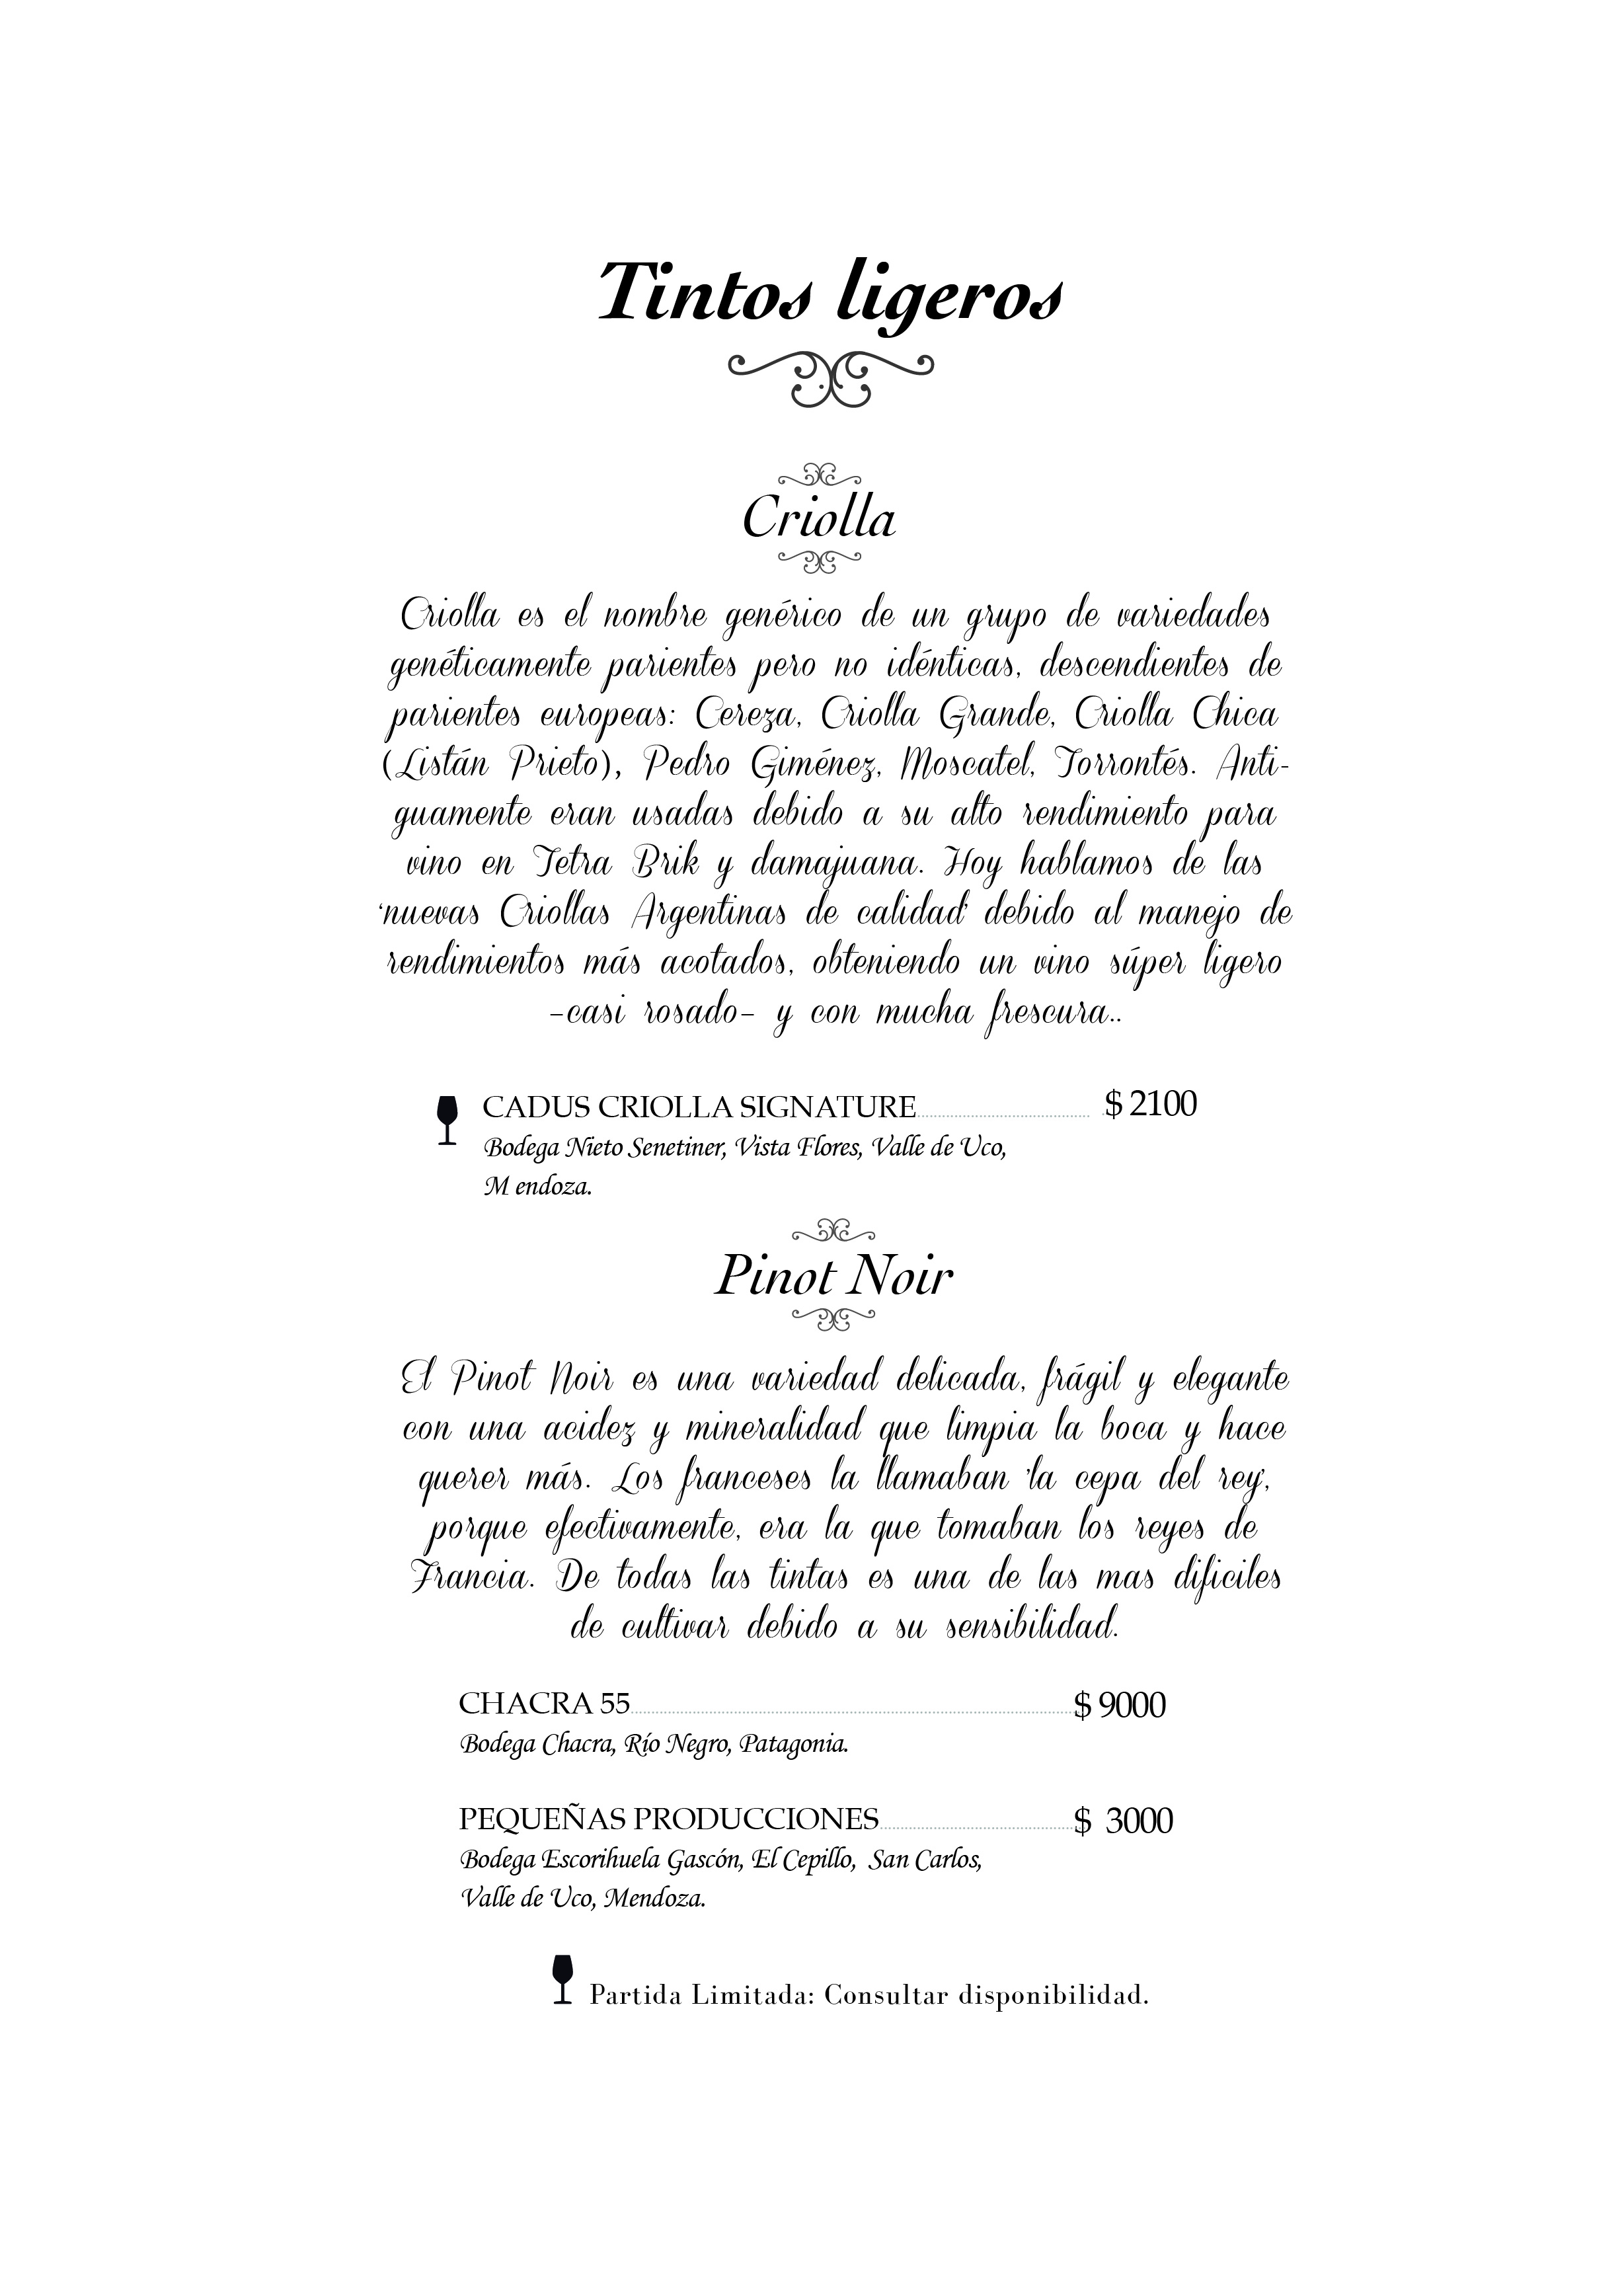 Tintos ligeros
Criolla
Criolla es el nombre genérico de un grupo de variedades
genéticamente parientes pero no idénticas, descendientes de
parientes europeas: Cereza, Criolla Grande, Criolla Chica
(Listán Prieto), Pedro Giménez, Moscatel, Torrontés. Anti-
guamente eran usadas debido a su alto rendimiento para
vino en Tetra Brik y damajuana. Hoy hablamos de las
‘nuevas Criollas Argentinas de calidad’ debido al manejo de
rendimientos más acotados, obteniendo un vino súper ligero
-casi rosado- y con mucha frescura..
CADUS CRIOLLA SIGNATURE $ 2100
Bodega Nieto Senetiner, Vista Flores, Valle de Uco,
M endoza.
Pinot Noir
El Pinot Noir es una variedad delicada, frágil y elegante
con una acidez y mineralidad que limpia la boca y hace
querer más. Los franceses la llamaban ’la cepa del rey’,
porque efectivamente, era la que tomaban los reyes de
Francia. De todas las tintas es una de las mas dificiles
de cultivar debido a su sensibilidad.
CHACRA 55 $ 9000
Bodega Chacra, Río Negro, Patagonia.
PEQUEÑAS PRODUCCIONES $ 3000
Bodega Escorihuela Gascón, El Cepillo, San Carlos,
Valle de Uco, Mendoza.
Partida Limitada: Consultar disponibilidad.